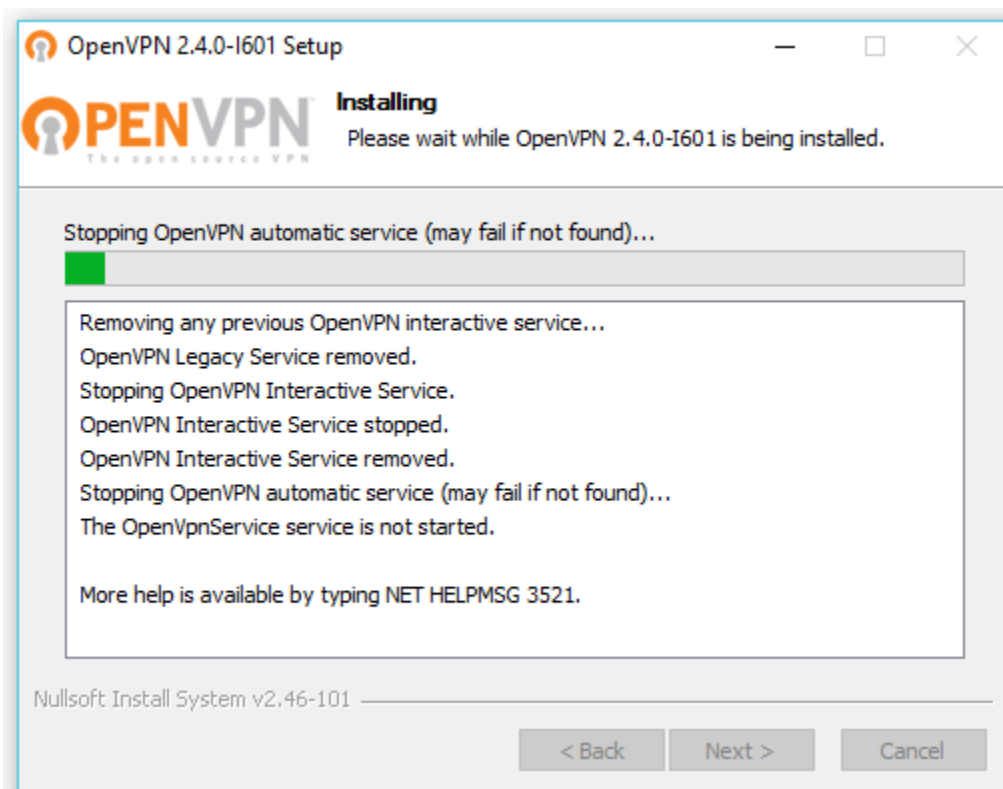 OpenVPN 2.4.0-I601 Setup
OPENVPN
The open source VPN
Installing
Please wait while OpenVPN 2.4.0-I601 is being installed.
Stopping OpenVPN automatic service (may fail if not found)...
Removing any previous OpenVPN interactive service...
OpenVPN Legacy Service removed.
Stopping OpenVPN Interactive Service.
OpenVPN Interactive Service stopped.
OpenVPN Interactive Service removed.
Stopping OpenVPN automatic service (may fail if not found)...
The OpenVpnService service is not started.
More help is available by typing NET HELPMSG 3521.
Nullsoft Install System v2.46-101
< Back
Next >
Cancel